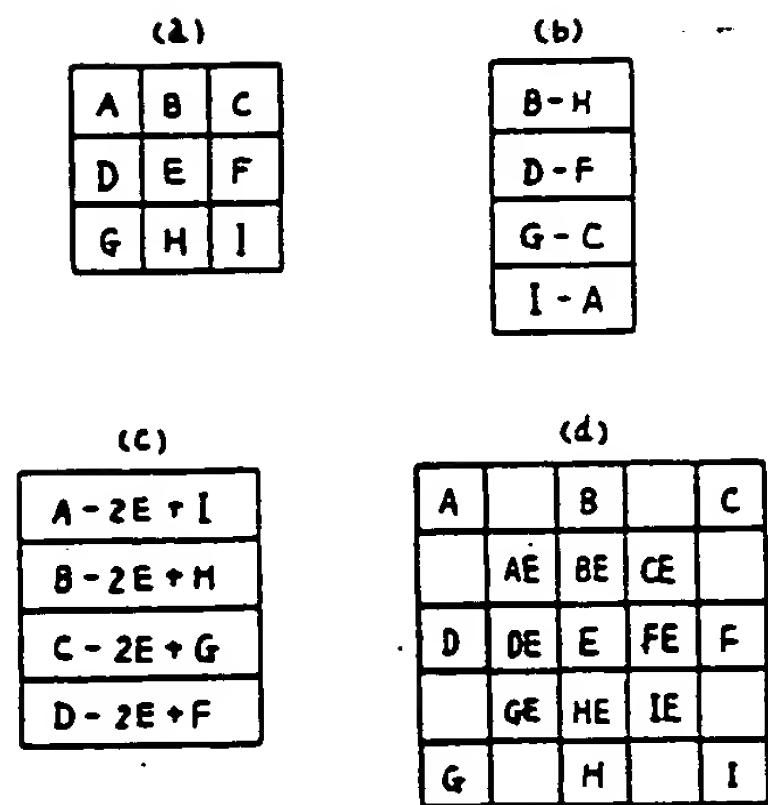 (a)
A B C
D E F
G H I
(b)
B-H
D-F
G-C
I-A
(c)
A-2E+I
B-2E+H
C-2E+G
D-2E+F
(d)
A B C
AE BE CE
D DE E FE F
GE HE IE
G H I